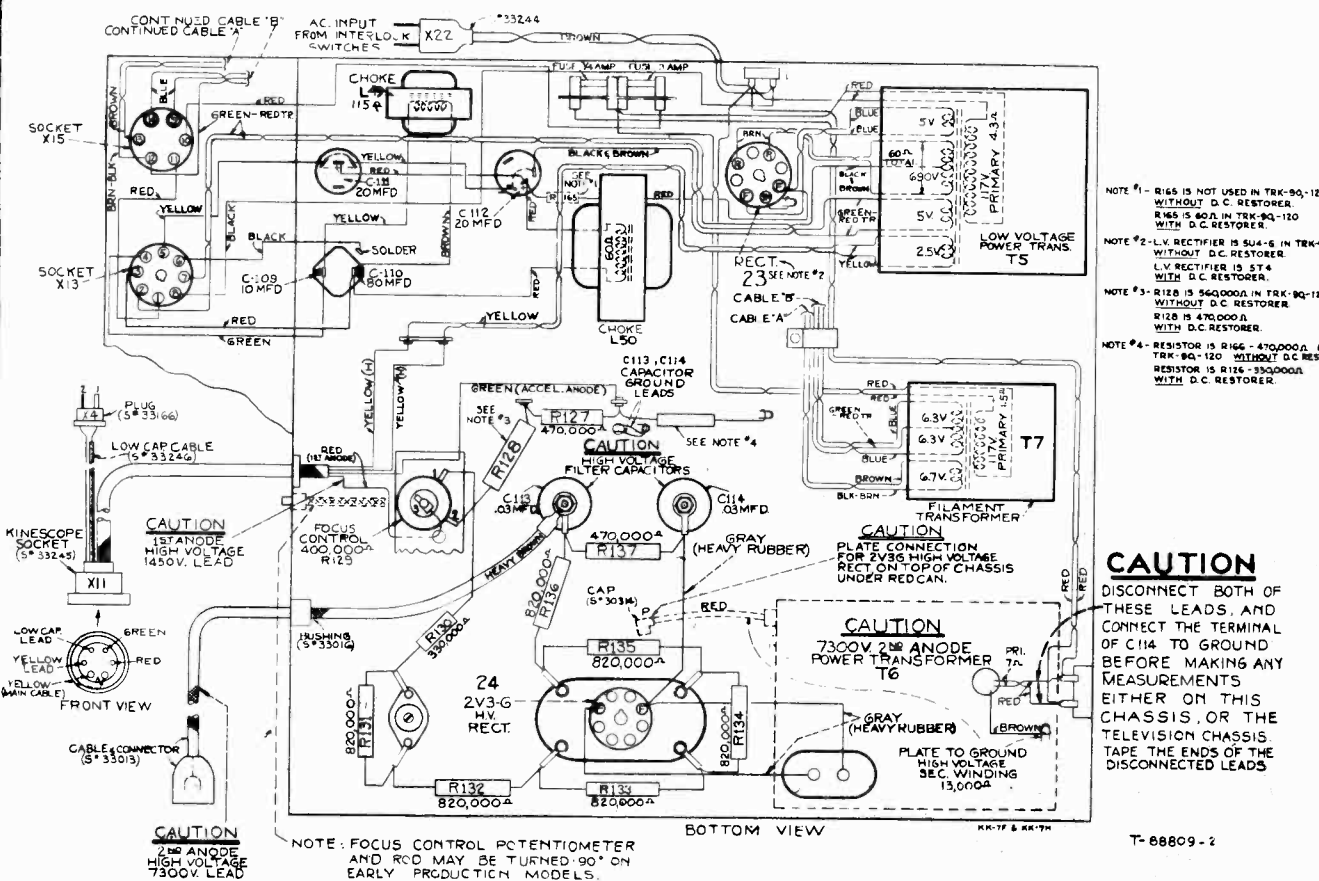 CONTINUED CABLE "B"
CONTINUED CABLE "A"
A.C. INPUT
FROM INTERLOCK
SWITCHES
X22
#33244
BROWN
BROWN
BLUE
RED
GREEN-RED TR
SOCKET
X15
BRN-BLK
RED
YELLOW
BLACK
BLACK
SOCKET
X13
RED
GREEN
CHOKE
115Ω
FUSE 3/4 AMP
FUSE 3 AMP
YELLOW
RED
C-111
20 MFD
BLACK & BROWN
SEE
NOTE #1
R165
RED
C112
20 MFD
RED
BROWN
YELLOW
SOLDER
C-109
10 MFD
C-110
80 MFD
RED
60Ω
CHOKE
L50
YELLOW
BRN
RECT.
23 SEE NOTE #2
CABLE "B"
CABLE "A"
RED
BLUE
BLUE
60Ω
TOTAL
BLACK
BROWN
GREEN-
RED TR
YELLOW
5V
690V
5V
2.5V
117V
PRIMARY 4.3Ω
LOW VOLTAGE
POWER TRANS.
T5
NOTE #1- R165 IS NOT USED IN TRK-90,-12
WITHOUT D.C. RESTORER.
R165 IS 60Ω IN TRK-90-120
WITH D.C. RESTORER.
NOTE #2- L.V. RECTIFIER IS 5U4-G IN TRK-
WITHOUT D.C. RESTORER.
L.V. RECTIFIER IS 5T4
WITH D.C. RESTORER.
NOTE #3- R128 IS 560,000Ω IN TRK-90,-12
WITHOUT D.C. RESTORER
R128 IS 470,000Ω
WITH D.C. RESTORER.
NOTE #4- RESISTOR IS R166 - 470,000Ω
TRK-90,-120 WITHOUT D.C. RES
RESISTOR IS R126 - 330,000Ω
WITH D.C. RESTORER.
X4
PLUG
(S#33166)
LOW CAP CABLE
(S#33246)
YELLOW (H)
YELLOW (H)
GREEN (ACCEL. ANODE)
SEE
NOTE #3
R127
470,000Ω
R128
C113, C114
CAPACITOR
GROUND
LEADS
SEE NOTE #4
RED
RED
GREEN
RED TR
BLUE
BLUE
BROWN
BLK-BRN
6.3V
6.3V
6.7V
117V
PRIMARY 1.5Ω
T7
FILAMENT
TRANSFORMER
CAUTION
HIGH VOLTAGE
FILTER CAPACITORS
C113
.03 MFD
C114
.03 MFD
RED
(1ST ANODE)
FOCUS
CONTROL
400,000Ω
R129
CAUTION
1ST ANODE
HIGH VOLTAGE
1450V. LEAD
KINESCOPE
SOCKET
(S#33245)
X11
HEAVY BROWN
470,000Ω
R137
820,000Ω
R136
GRAY
(HEAVY RUBBER)
CAUTION
PLATE CONNECTION
FOR 2V3G HIGH VOLTAGE
RECT. ON TOP OF CHASSIS
UNDER RED CAN.
CAP
(S#30316)
P
RED
LOW CAP.
LEAD
GREEN
YELLOW
LEAD
RED
YELLOW
(MAIN CABLE)
FRONT VIEW
BUSHING
(S#33016)
R130
330,000Ω
R135
820,000Ω
24
2V3-G
H.V.
RECT.
820,000Ω
R131
820,000Ω
R134
R132
820,000Ω
R133
820,000Ω
CABLE & CONNECTOR
(S#33013)
CAUTION
7300V. 2ND ANODE
POWER TRANSFORMER
T6
PRI.
7Ω
RED
BROWN
RED
RED
GRAY
(HEAVY RUBBER)
PLATE TO GROUND
HIGH VOLTAGE
SEC. WINDING
13,000Ω
CAUTION
DISCONNECT BOTH OF
THESE LEADS, AND
CONNECT THE TERMINAL
OF C114 TO GROUND
BEFORE MAKING ANY
MEASUREMENTS
EITHER ON THIS
CHASSIS, OR THE
TELEVISION CHASSIS.
TAPE THE ENDS OF THE
DISCONNECTED LEADS
CAUTION
2ND ANODE
HIGH VOLTAGE
7300V. LEAD
NOTE: FOCUS CONTROL POTENTIOMETER
AND ROD MAY BE TURNED 90° ON
EARLY PRODUCTION MODELS.
BOTTOM VIEW
KK-7F & KK-7H
T-88809-2